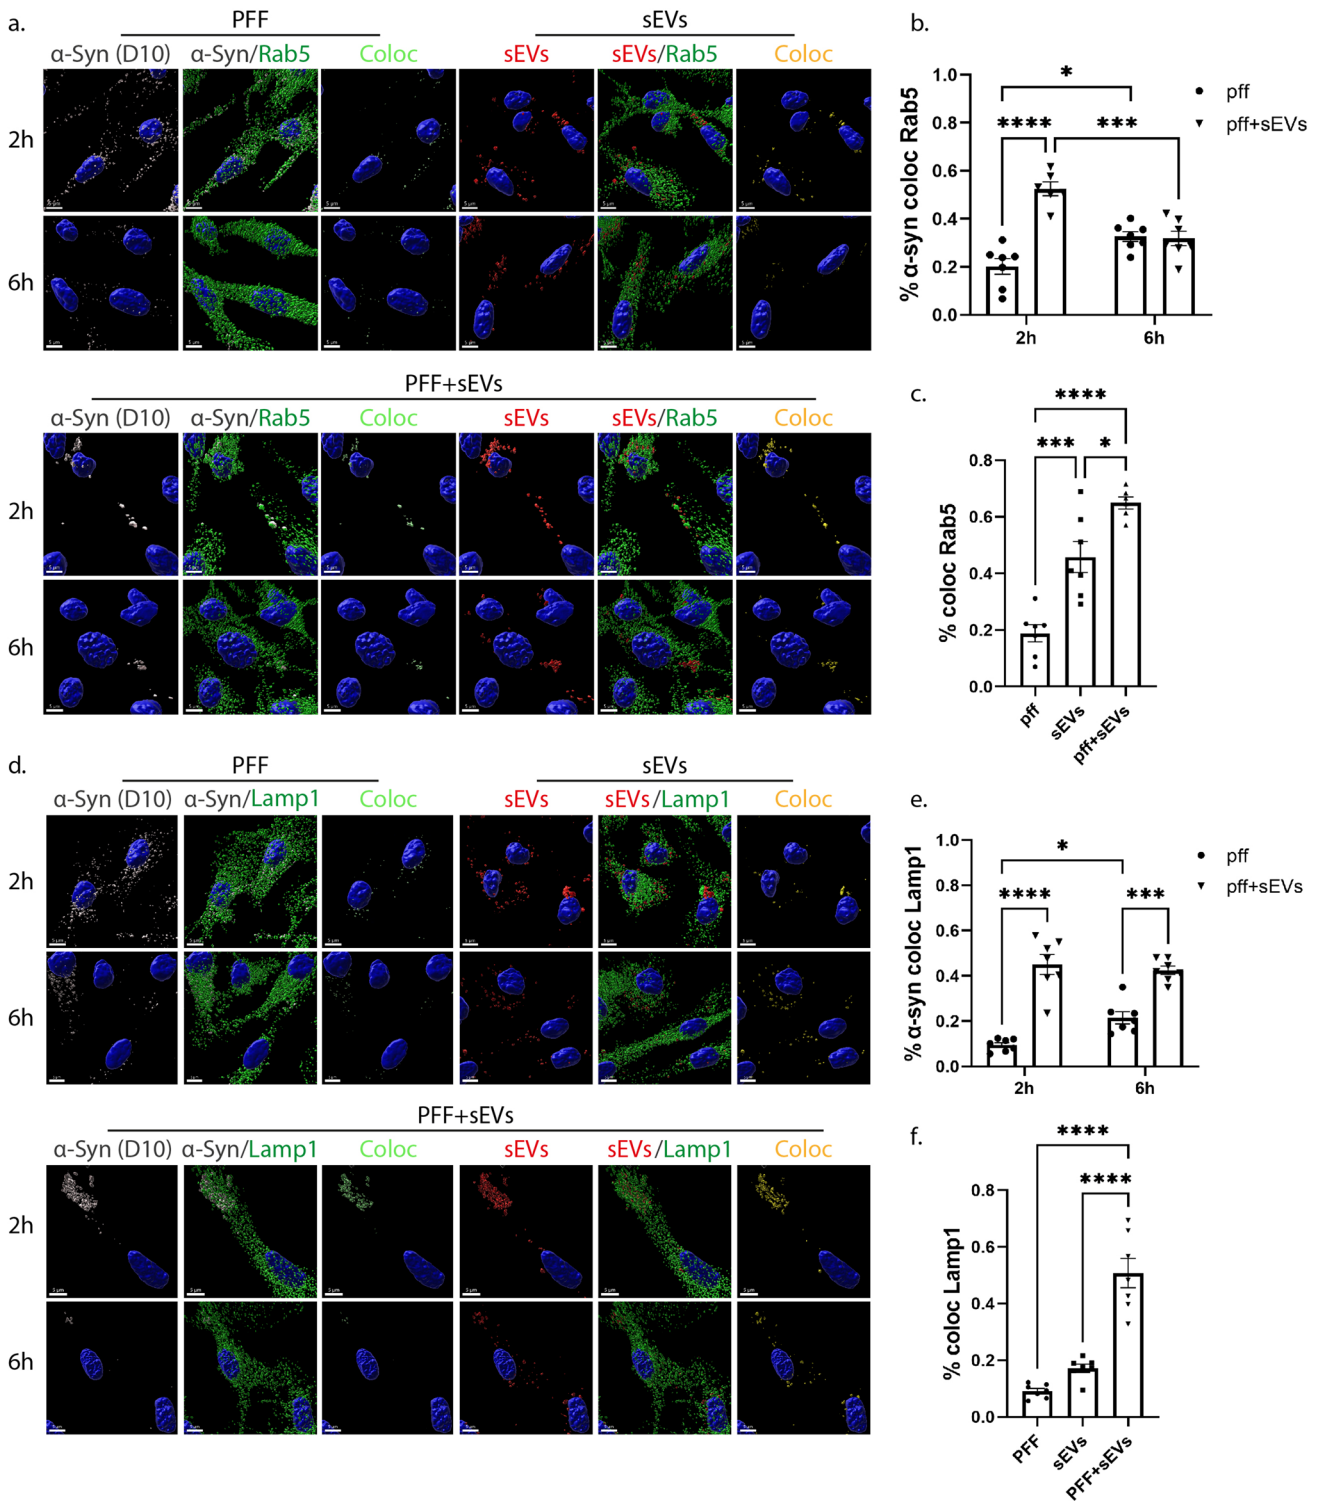 a.
PFF
sEVs
α-Syn (D10) α-Syn/Rab5 Coloc sEVs sEVs/Rab5 Coloc
2h
6h
PFF+sEVs
α-Syn (D10) α-Syn/Rab5 Coloc sEVs sEVs/Rab5 Coloc
2h
6h
b.
% α-syn coloc Rab5
1.0
0.8
0.6
0.4
0.2
0.0
* 
**** ***
pff
pff+sEVs
2h 6h
c.
% coloc Rab5
****
*** *
0.8
0.6
0.4
0.2
0.0
pff sEVs pff+sEVs
d.
PFF
sEVs
α-Syn (D10) α-Syn/Lamp1 Coloc sEVs sEVs/Lamp1 Coloc
2h
6h
PFF+sEVs
α-Syn (D10) α-Syn/Lamp1 Coloc sEVs sEVs/Lamp1 Coloc
2h
6h
e.
% α-syn coloc Lamp1
1.0
0.8
0.6
0.4
0.2
0.0
*
**** ***
pff
pff+sEVs
2h 6h
f.
% coloc Lamp1
****
****
0.8
0.6
0.4
0.2
0.0
PFF sEVs PFF+sEVs